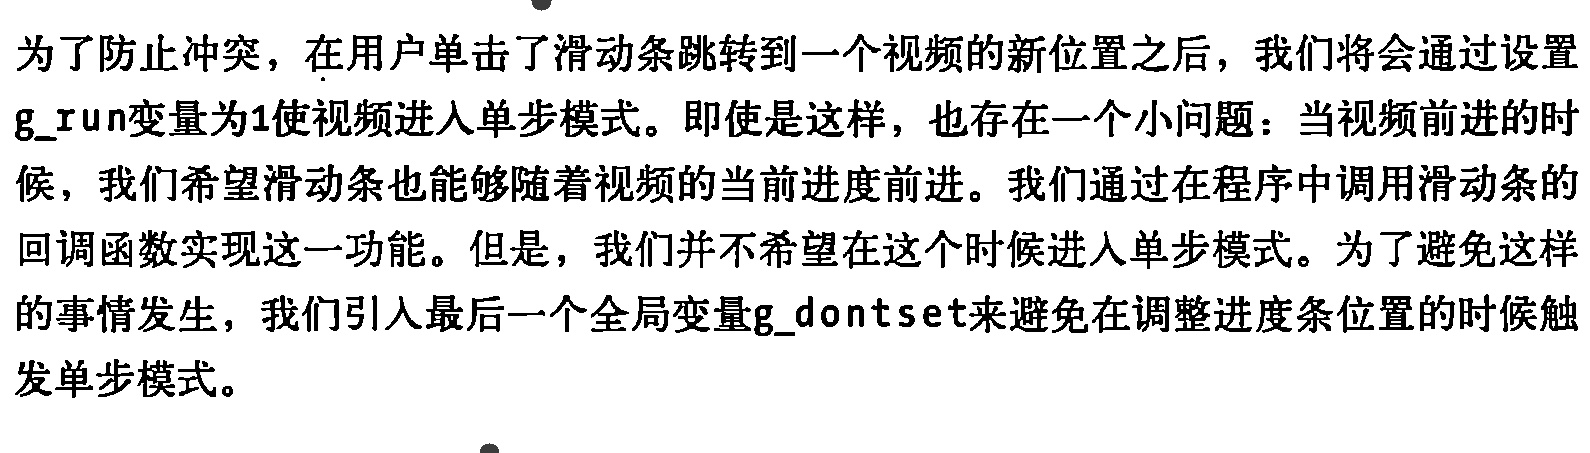 为了防止冲突，在用户单击了滑动条跳转到一个视频的新位置之后，我们将会通过设置
g_run变量为1使视频进入单步模式。即使是这样，也存在一个小问题：当视频前进的时
候，我们希望滑动条也能够随着视频的当前进度前进。我们通过在程序中调用滑动条的
回调函数实现这一功能。但是，我们并不希望在这个时候进入单步模式。为了避免这样
的事情发生，我们引入最后一个全局变量g_dontset来避免在调整进度条位置的时候触
发单步模式。